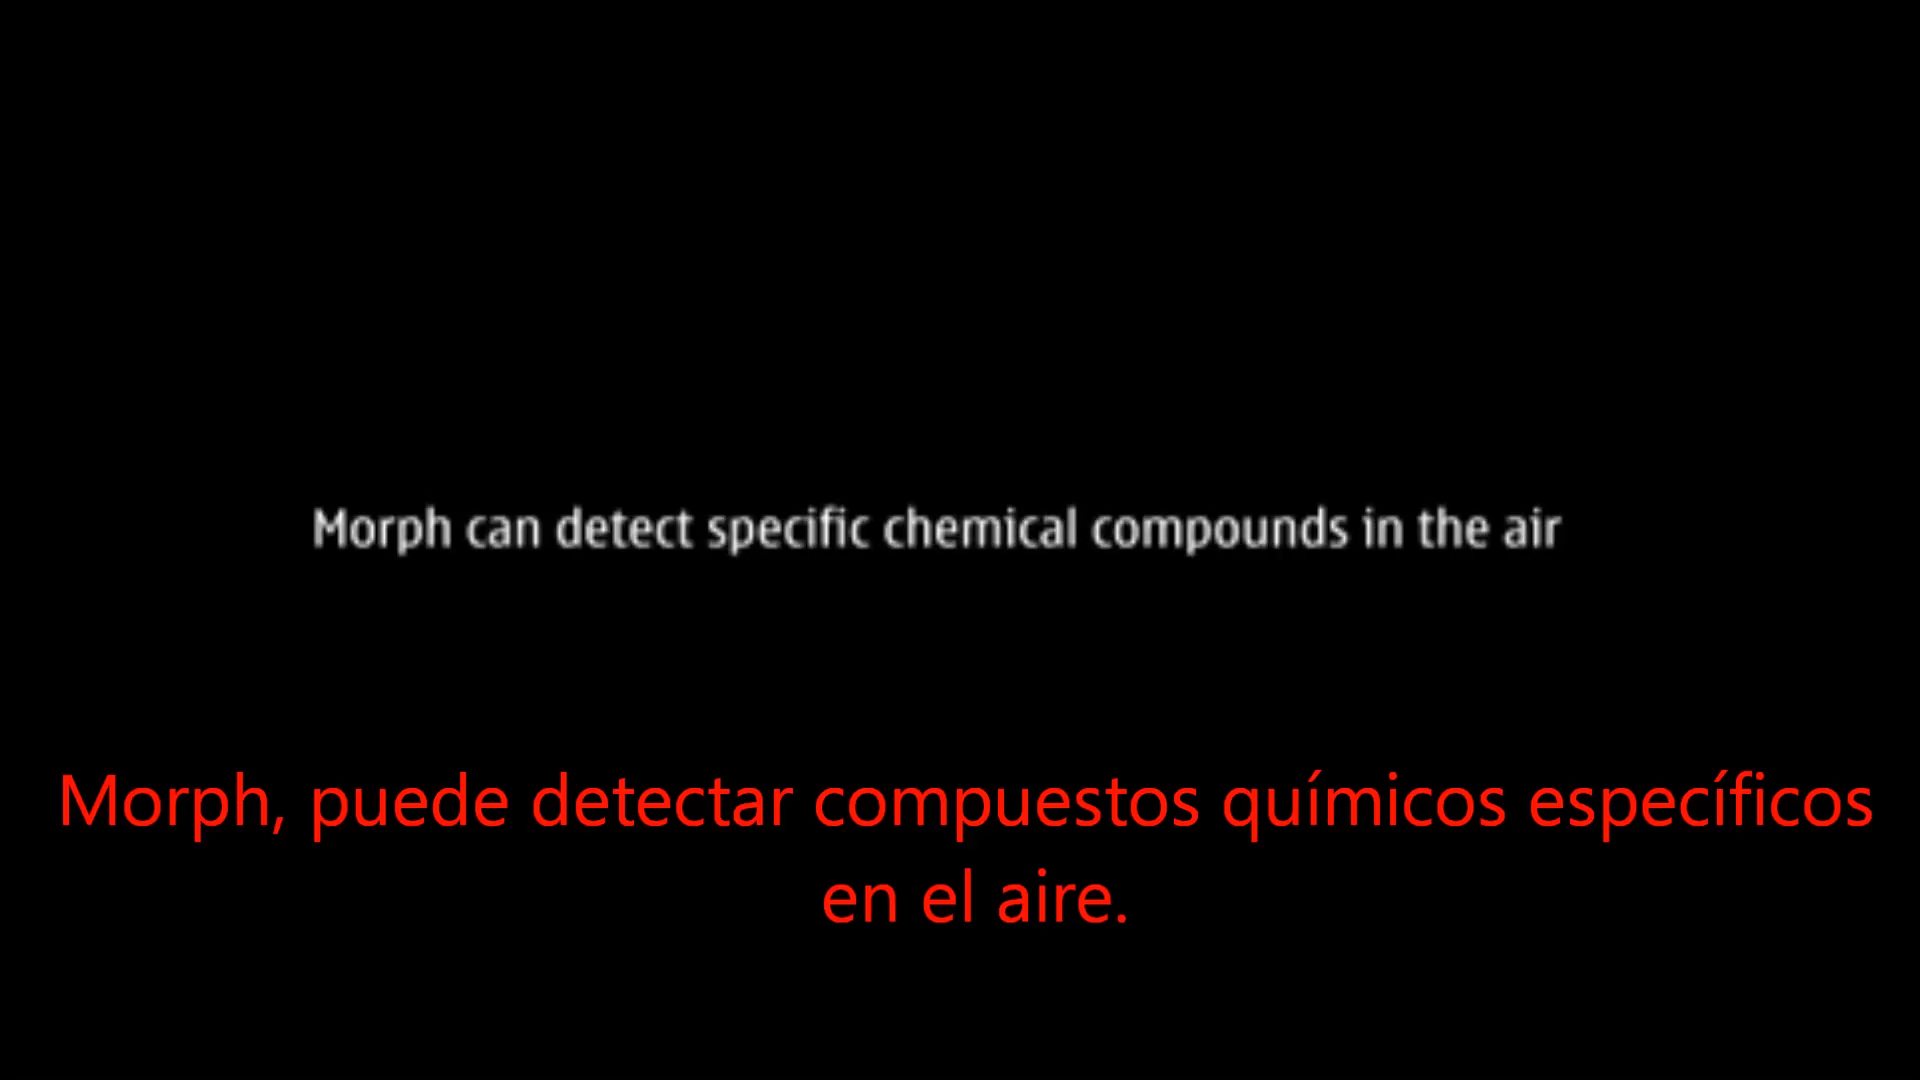 Morph can detect specific chemical compounds in the air
Morph, puede detectar compuestos químicos específicos
en el aire.